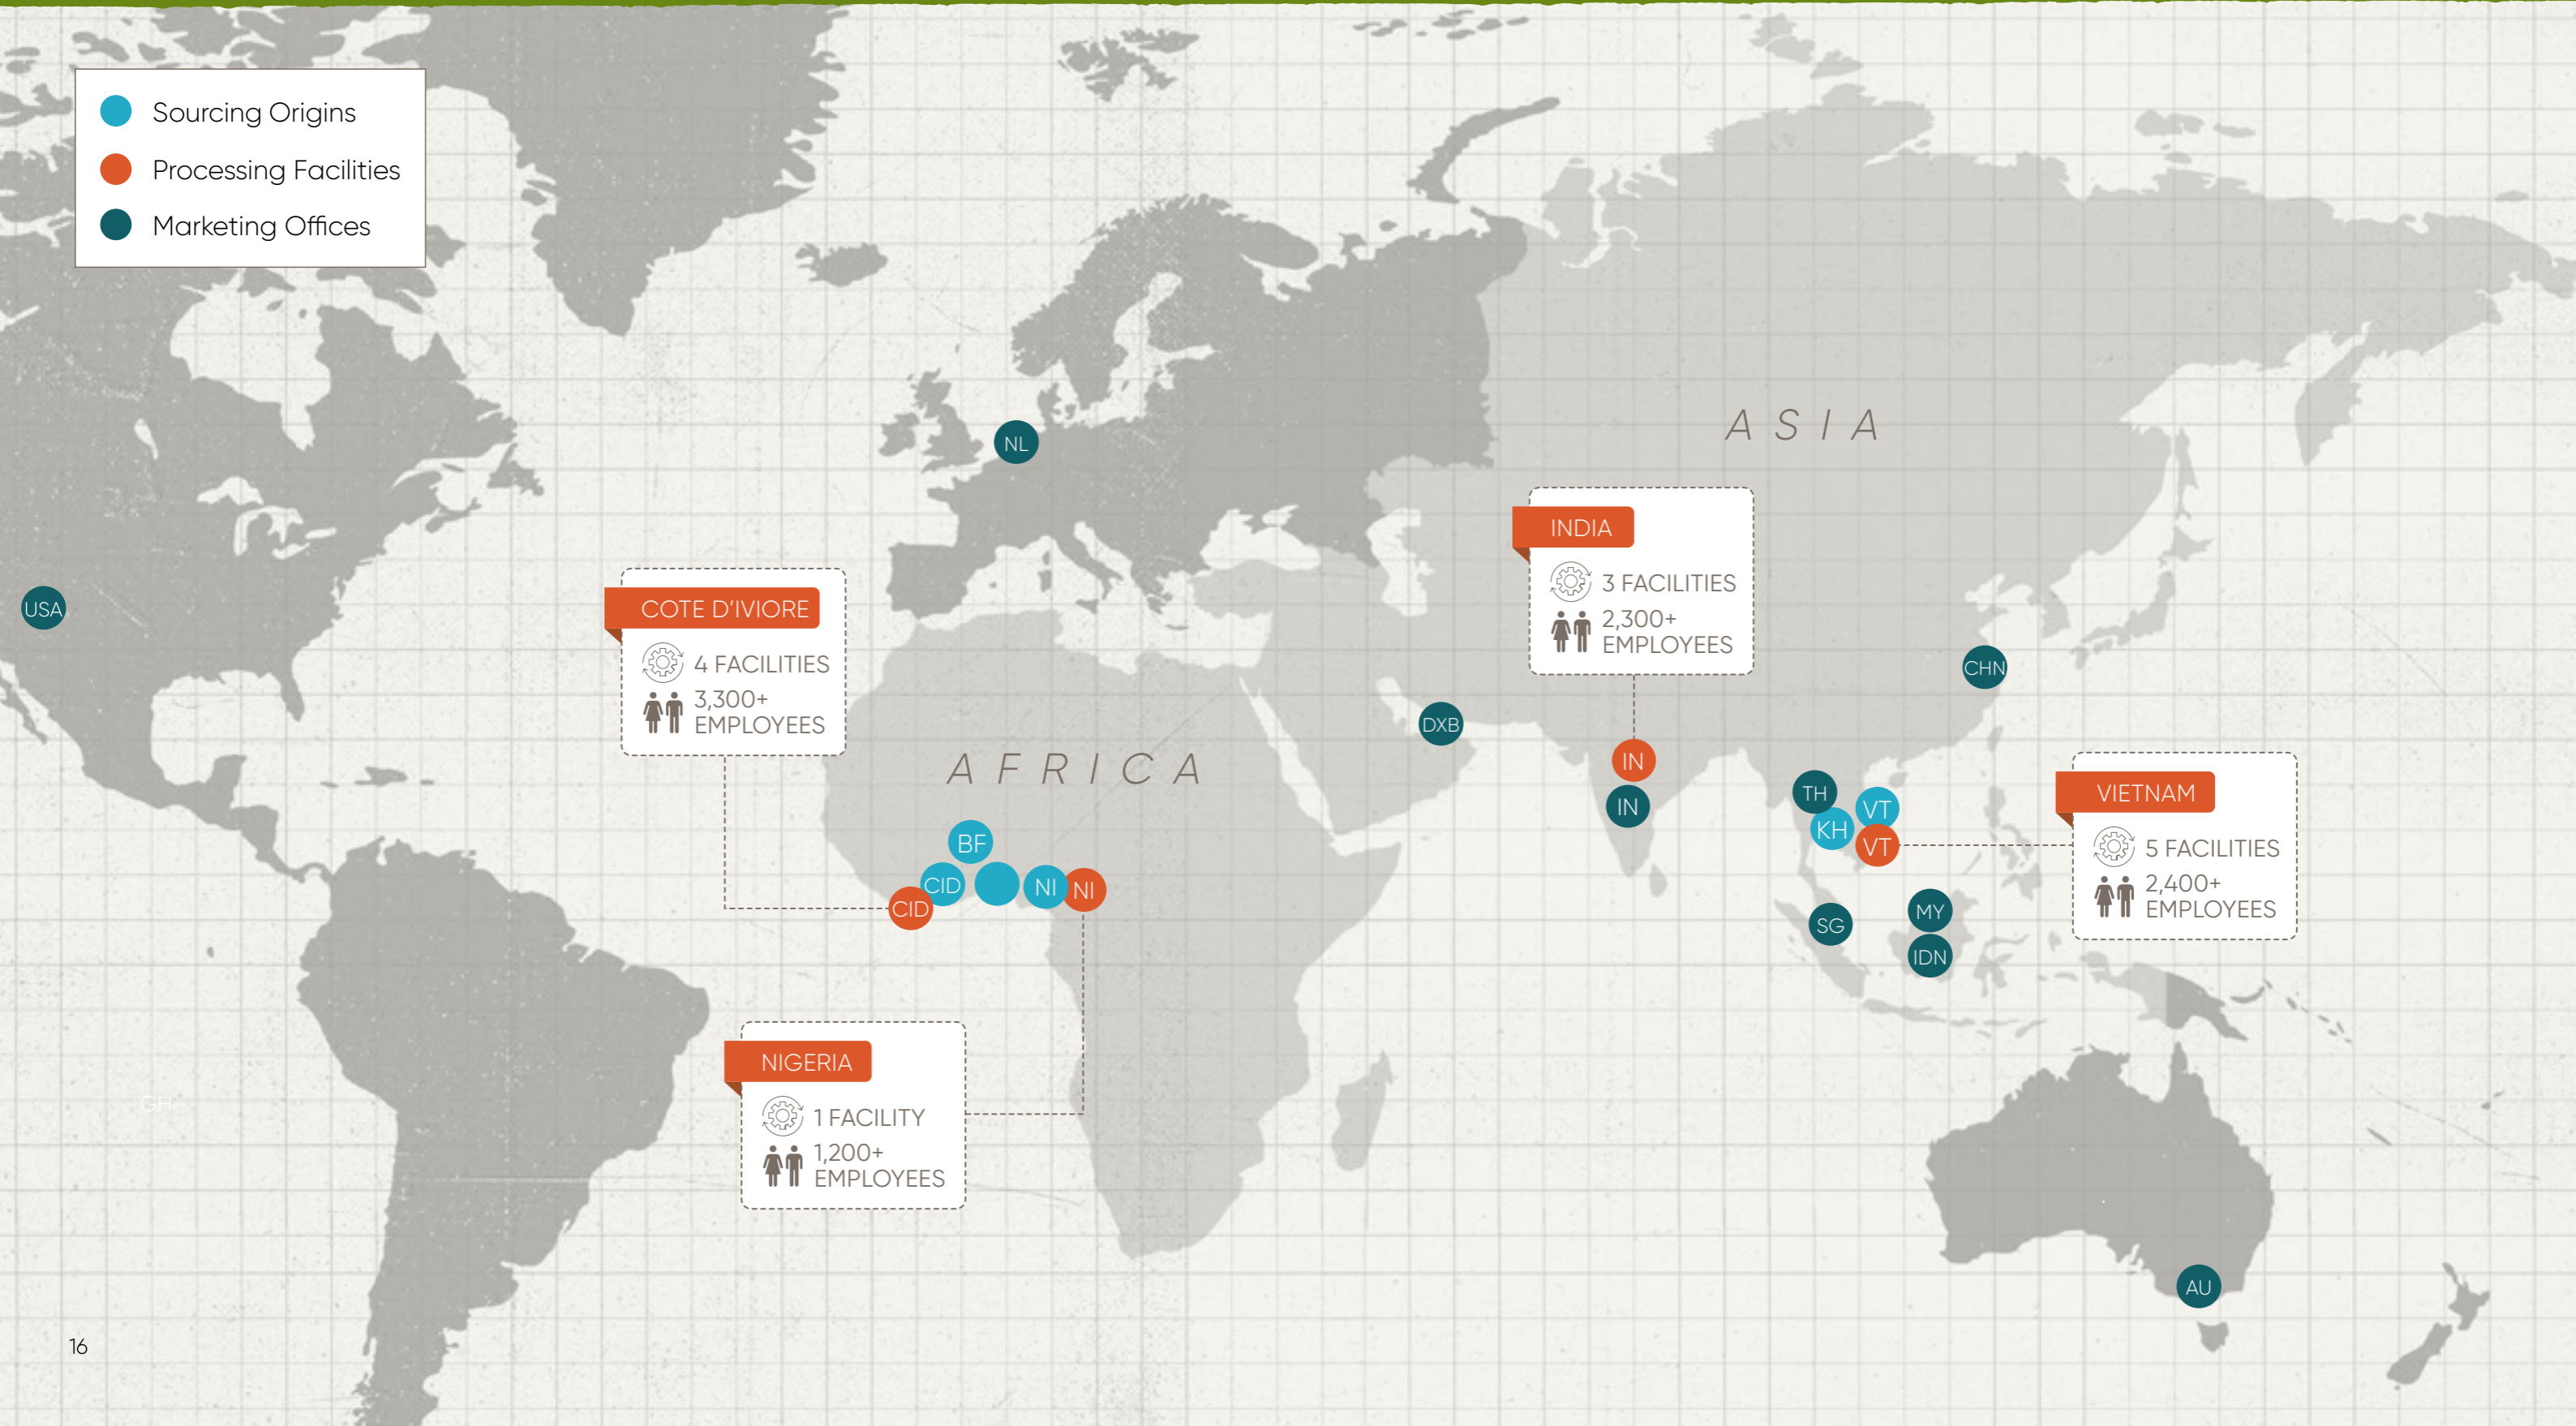 Sourcing Origins
Processing Facilities
Marketing Offices
ASIA
NL
INDIA
3 FACILITIES
2,300+
EMPLOYEES
COTE D'IVIORE
4 FACILITIES
3,300+
EMPLOYEES
USA
CHN
DXB
AFRICA
IN
IN
TH
VT
KH
VT
VIETNAM
5 FACILITIES
2,400+
EMPLOYEES
BF
CID
NI
NI
CID
MY
SG
IDN
NIGERIA
1 FACILITY
1,200+
EMPLOYEES
GH
AU
16